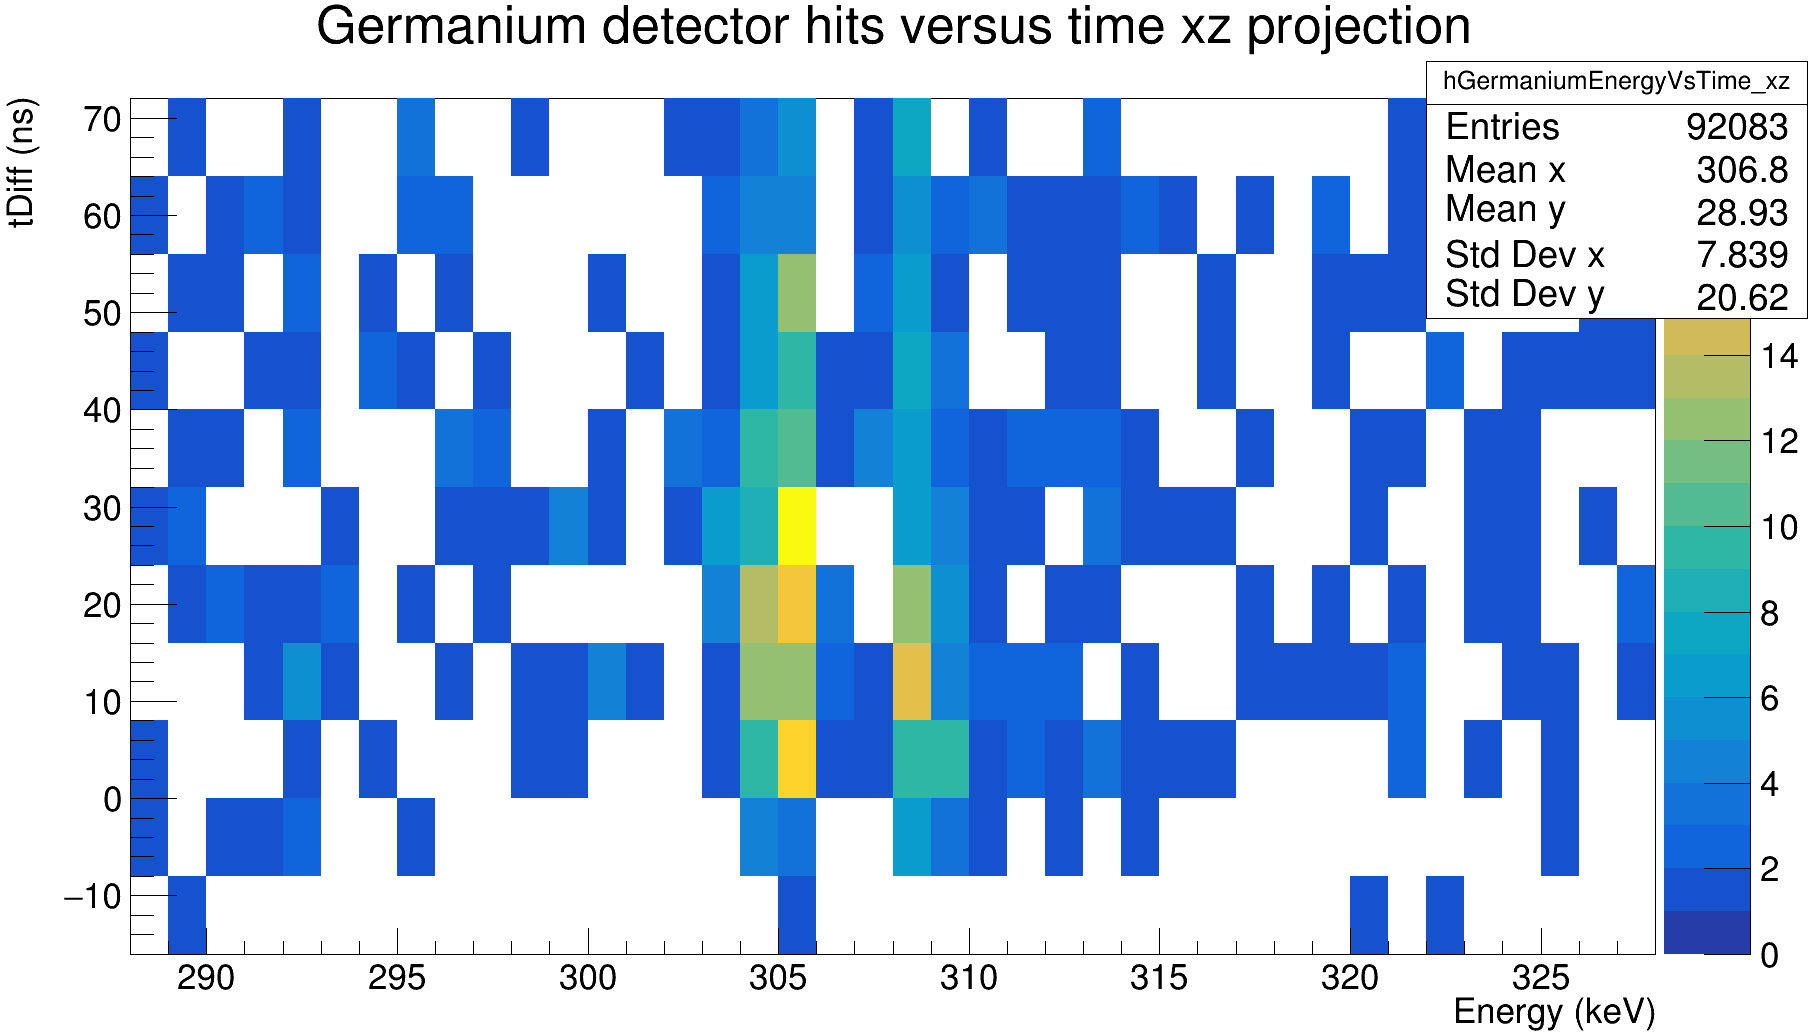 Germanium detector hits versus time xz projection
hGermaniumEnergyVsTime_xz
Entries 92083
Mean x 306.8
Mean y 28.93
Std Dev x 7.839
Std Dev y 20.62
tDiff (ns)
70
60
50
40
30
20
10
0
−10
14
12
10
8
6
4
2
0
290 295 300 305 310 315 320 325
Energy (keV)